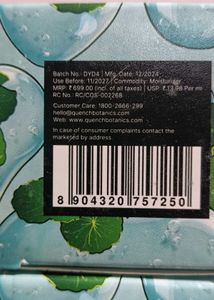 Batch No.- DYD4 | Mfg. Date: 12/2024
Use Before: 11/2027 | Commodity: Moisturiser
MRP: ₹ 699.00 (Incl. of all taxes) | USP: ₹ 13.98 Per ml
RC No.: RC/COS-002268
Customer Care: 1800-2666-299
hello@quenchbotanics.com
Web: www.quenchbotanics.com
In case of consumer complaints contact the
marketed by address.
8 904320 757250